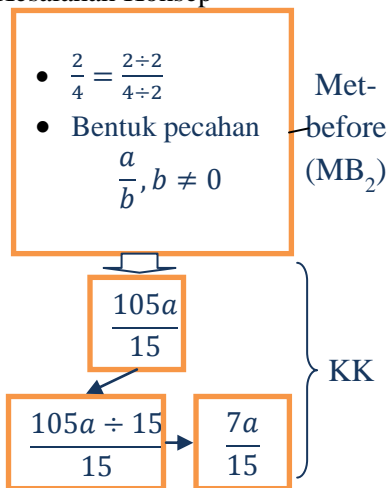 Kesalahan Konsep
• 2/4 = 2÷2/4÷2
• Bentuk pecahan
a/b, b ≠ 0
Met-
before
(MB₂)
105a/15
105a ÷ 15/15
7a/15
KK